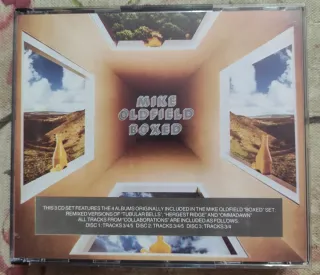 MIKE
OLDFIELD
BOXED
THIS 3 CD SET FEATURES THE 4 ALBUMS ORIGINALLY INCLUDED IN THE MIKE OLDFIELD "BOXED" SET.
REMIXED VERSIONS OF "TUBULAR BELLS", "HERGEST RIDGE" AND "OMMADAWN".
ALL TRACKS FROM "COLLABORATIONS" ARE INCLUDED AS FOLLOWS:
DISC 1, TRACKS 3/4/5  DISC 2, TRACKS 3/4/5  DISC 3, TRACKS 3/4